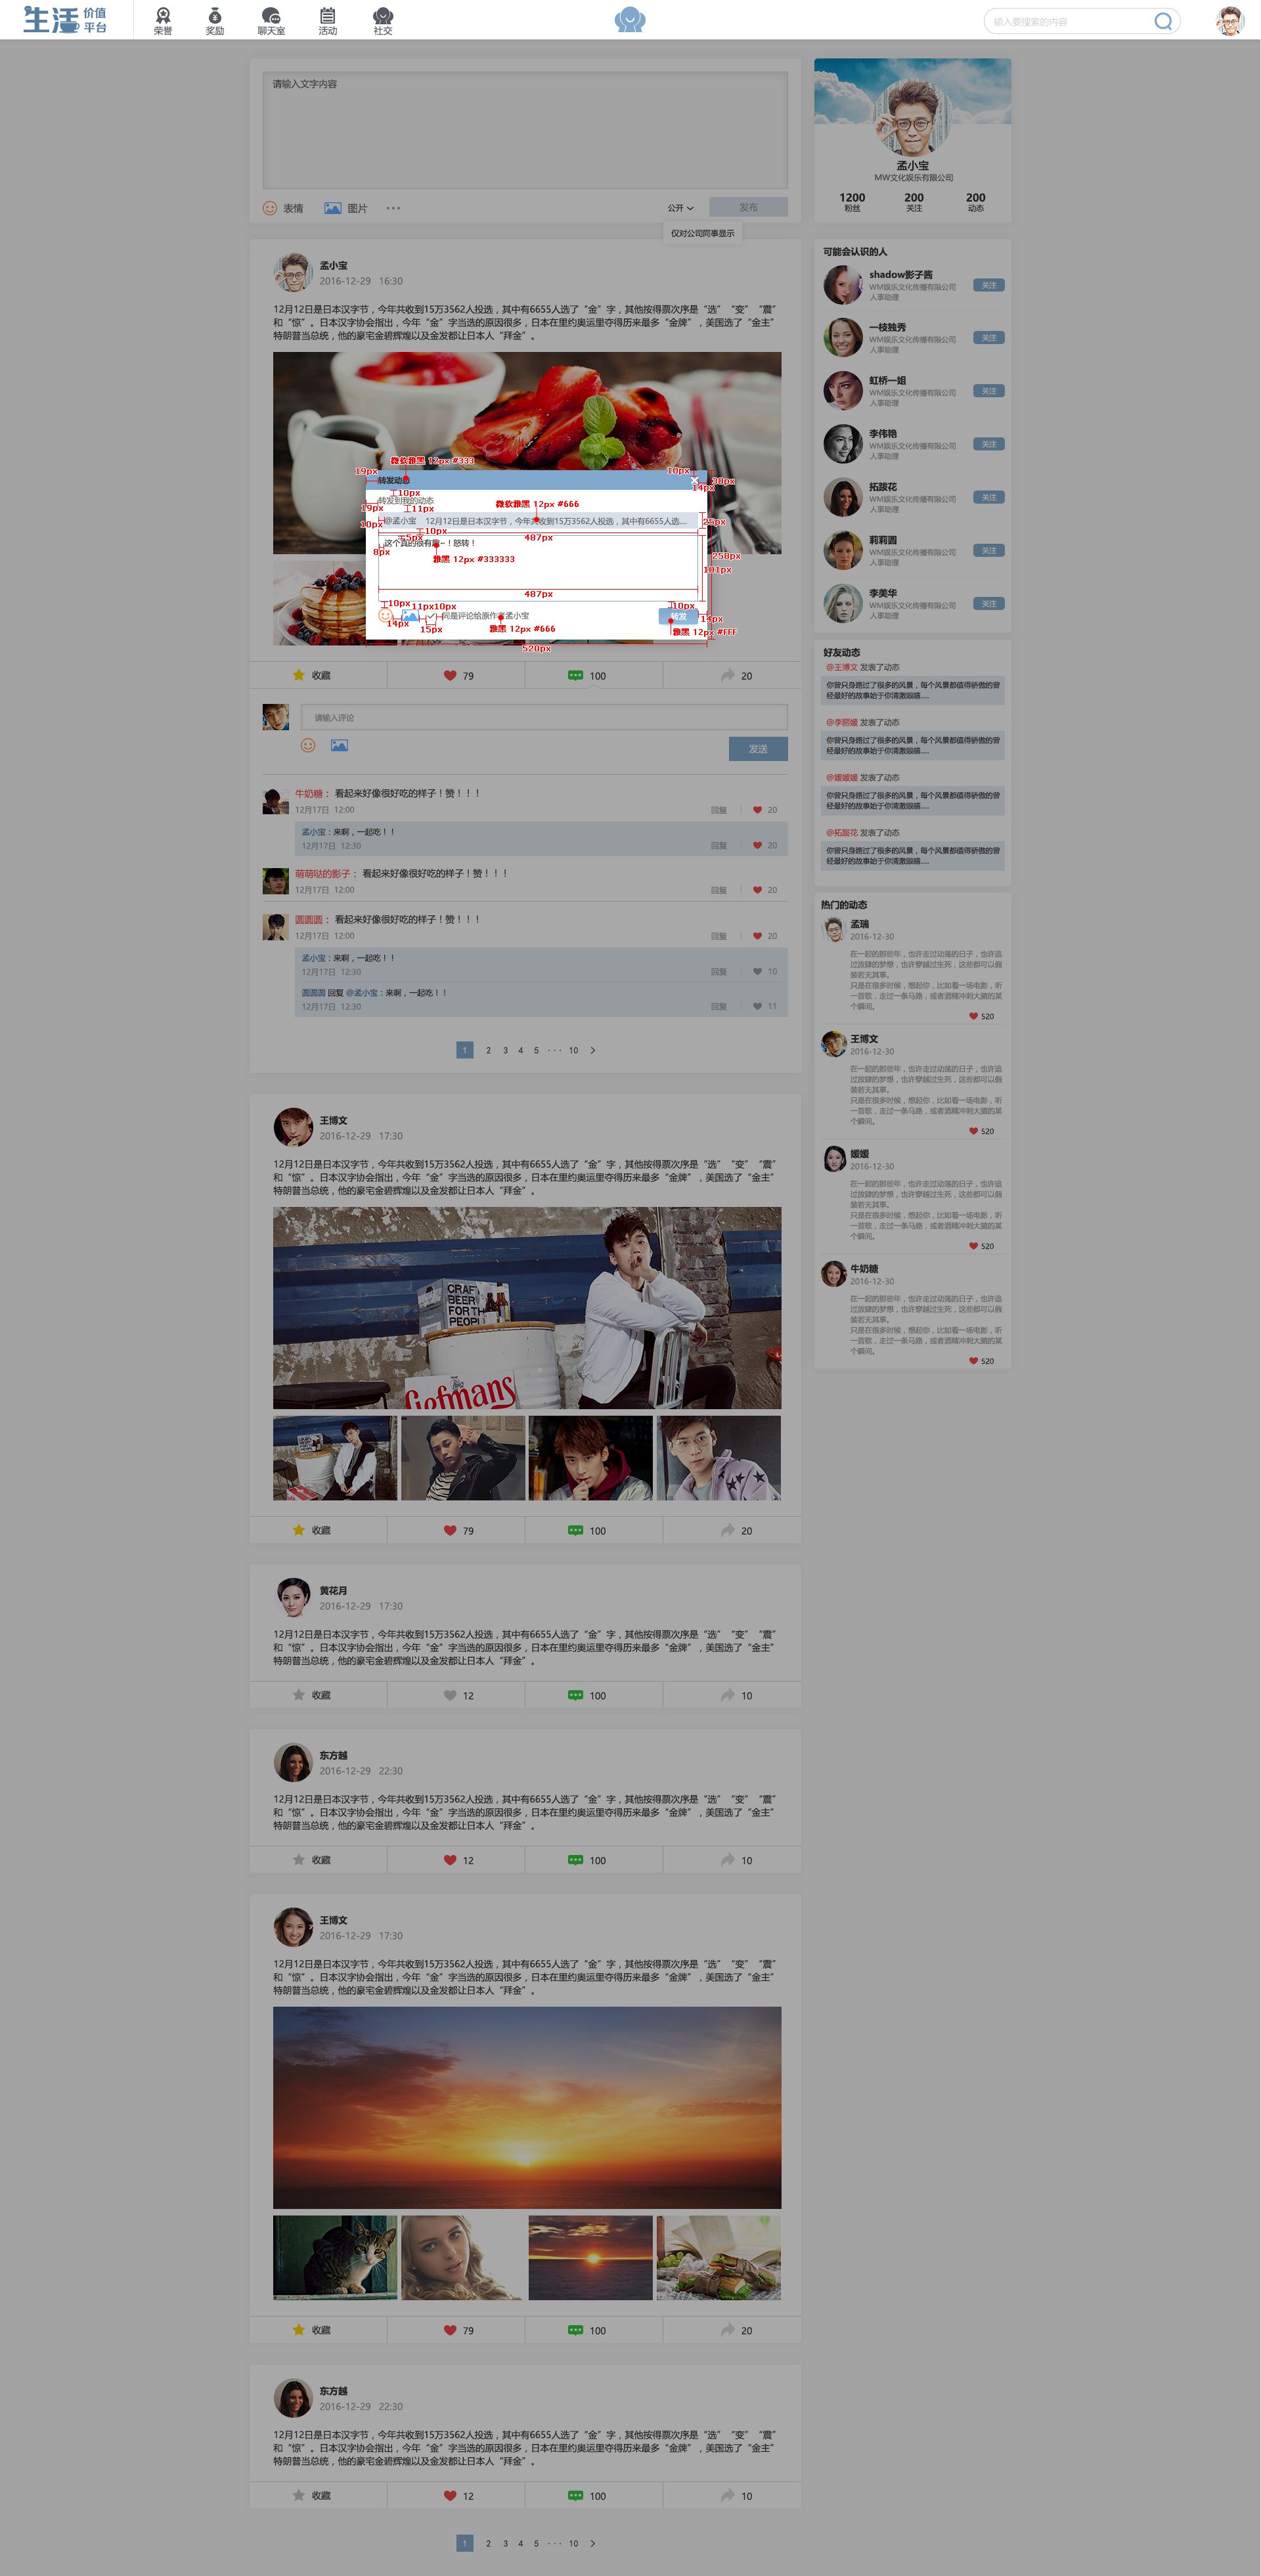 生活 价值
平台
荣誉
奖励
聊天室
活动
社交
输入要搜索的内容
请输入文字内容
表情
图片
公开
发布
仅对公司同事显示
孟小宝
MW文化娱乐有限公司
1200 200 200
粉丝 关注 动态
孟小宝
2016-12-29 16:30
12月12日是日本汉字节，今年共收到15万3562人投选，其中有6655人选了“金”字，其他按得票次序是“选”“变”“震”
和“惊”。日本汉字协会指出，今年“金”字当选的原因很多，日本在里约奥运里夺得历来最多“金牌”，美国选了“金主”
特朗普当总统，他的豪宅金碧辉煌以及金发都让日本人“拜金”。
微软雅黑 12px #333
19px
转发动态
10px
30px
14px
10px
转发到我的动态
19px
11px
微软雅黑 12px #666
10px
@孟小宝 12月12日是日本汉字节，今年共收到15万3562人投选，其中有6655人选....
25px
10px
5px
487px
这个真的很有趣~！怒转！
8px
雅黑 12px #333333
258px
101px
487px
10px
11px
10px
10px
同是评论给原作者孟小宝
转发
14px
14px
15px
雅黑 12px #666
雅黑 12px #FFF
520px
收藏
79
100
20
请输入评论
发送
牛奶糖： 看起来好像很好吃的样子！赞！！！
12月17日 12:00
回复
20
孟小宝：来啊，一起吃！！
12月17日 12:30
回复
20
萌萌哒的影子： 看起来好像很好吃的样子！赞！！！
12月17日 12:00
回复
20
圆圆圆： 看起来好像很好吃的样子！赞！！！
12月17日 12:00
回复
20
孟小宝：来啊，一起吃！！
12月17日 12:30
回复
10
圆圆圆 回复 @孟小宝：来啊，一起吃！！
12月17日 12:30
回复
11
1 2 3 4 5 ··· 10 >
王博文
2016-12-29 17:30
12月12日是日本汉字节，今年共收到15万3562人投选，其中有6655人选了“金”字，其他按得票次序是“选”“变”“震”
和“惊”。日本汉字协会指出，今年“金”字当选的原因很多，日本在里约奥运里夺得历来最多“金牌”，美国选了“金主”
特朗普当总统，他的豪宅金碧辉煌以及金发都让日本人“拜金”。
CRAFT
BEER
FOR TH
PEOPL
Gefmans
收藏
79
100
20
黄花月
2016-12-29 17:30
12月12日是日本汉字节，今年共收到15万3562人投选，其中有6655人选了“金”字，其他按得票次序是“选”“变”“震”
和“惊”。日本汉字协会指出，今年“金”字当选的原因很多，日本在里约奥运里夺得历来最多“金牌”，美国选了“金主”
特朗普当总统，他的豪宅金碧辉煌以及金发都让日本人“拜金”。
收藏
12
100
10
东方越
2016-12-29 22:30
12月12日是日本汉字节，今年共收到15万3562人投选，其中有6655人选了“金”字，其他按得票次序是“选”“变”“震”
和“惊”。日本汉字协会指出，今年“金”字当选的原因很多，日本在里约奥运里夺得历来最多“金牌”，美国选了“金主”
特朗普当总统，他的豪宅金碧辉煌以及金发都让日本人“拜金”。
收藏
12
100
10
王博文
2016-12-29 17:30
12月12日是日本汉字节，今年共收到15万3562人投选，其中有6655人选了“金”字，其他按得票次序是“选”“变”“震”
和“惊”。日本汉字协会指出，今年“金”字当选的原因很多，日本在里约奥运里夺得历来最多“金牌”，美国选了“金主”
特朗普当总统，他的豪宅金碧辉煌以及金发都让日本人“拜金”。
收藏
79
100
20
东方越
2016-12-29 22:30
12月12日是日本汉字节，今年共收到15万3562人投选，其中有6655人选了“金”字，其他按得票次序是“选”“变”“震”
和“惊”。日本汉字协会指出，今年“金”字当选的原因很多，日本在里约奥运里夺得历来最多“金牌”，美国选了“金主”
特朗普当总统，他的豪宅金碧辉煌以及金发都让日本人“拜金”。
收藏
12
100
10
1 2 3 4 5 ··· 10 >
可能会认识的人
shadow影子酱
WM娱乐文化传播有限公司
人事助理
关注
一枝独秀
WM娱乐文化传播有限公司
人事助理
关注
虹桥一姐
WM娱乐文化传播有限公司
人事助理
关注
李伟艳
WM娱乐文化传播有限公司
人事助理
关注
拓酸花
WM娱乐文化传播有限公司
人事助理
关注
莉莉圆
WM娱乐文化传播有限公司
人事助理
关注
李美华
WM娱乐文化传播有限公司
人事助理
关注
好友动态
@王博文 发表了动态
你曾只身路过了很多的风景，每个风景都值得骄傲的曾
经最好的故事始于你清澈眼睛....
@李丽媛 发表了动态
你曾只身路过了很多的风景，每个风景都值得骄傲的曾
经最好的故事始于你清澈眼睛....
@媛媛媛 发表了动态
你曾只身路过了很多的风景，每个风景都值得骄傲的曾
经最好的故事始于你清澈眼睛....
@拓酸花 发表了动态
你曾只身路过了很多的风景，每个风景都值得骄傲的曾
经最好的故事始于你清澈眼睛....
热门的动态
孟瑞
2016-12-30
在一起的那些年，也许走过动荡的日子，也许追
过放肆的梦想，也许穿越过生死，这些都可以假
装若无其事。
只是在很多时候，想起你，比如看一场电影，听
一首歌，走过一条马路，或者酒精冲刺大脑的某
个瞬间。
520
王博文
2016-12-30
在一起的那些年，也许走过动荡的日子，也许追
过放肆的梦想，也许穿越过生死，这些都可以假
装若无其事。
只是在很多时候，想起你，比如看一场电影，听
一首歌，走过一条马路，或者酒精冲刺大脑的某
个瞬间。
520
媛媛
2016-12-30
在一起的那些年，也许走过动荡的日子，也许追
过放肆的梦想，也许穿越过生死，这些都可以假
装若无其事。
只是在很多时候，想起你，比如看一场电影，听
一首歌，走过一条马路，或者酒精冲刺大脑的某
个瞬间。
520
牛奶糖
2016-12-30
在一起的那些年，也许走过动荡的日子，也许追
过放肆的梦想，也许穿越过生死，这些都可以假
装若无其事。
只是在很多时候，想起你，比如看一场电影，听
一首歌，走过一条马路，或者酒精冲刺大脑的某
个瞬间。
520